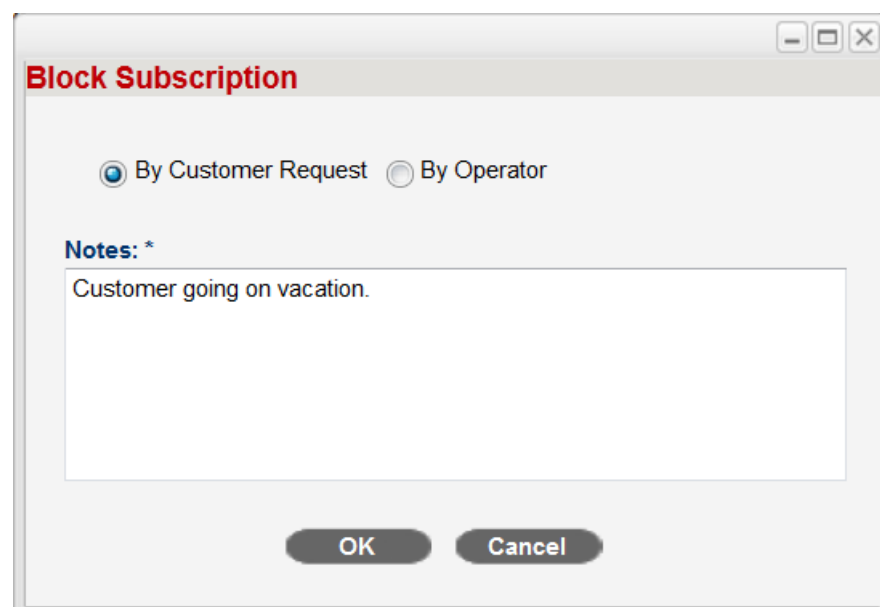 Block Subscription
By Customer Request By Operator
Notes: *
Customer going on vacation.
OK Cancel